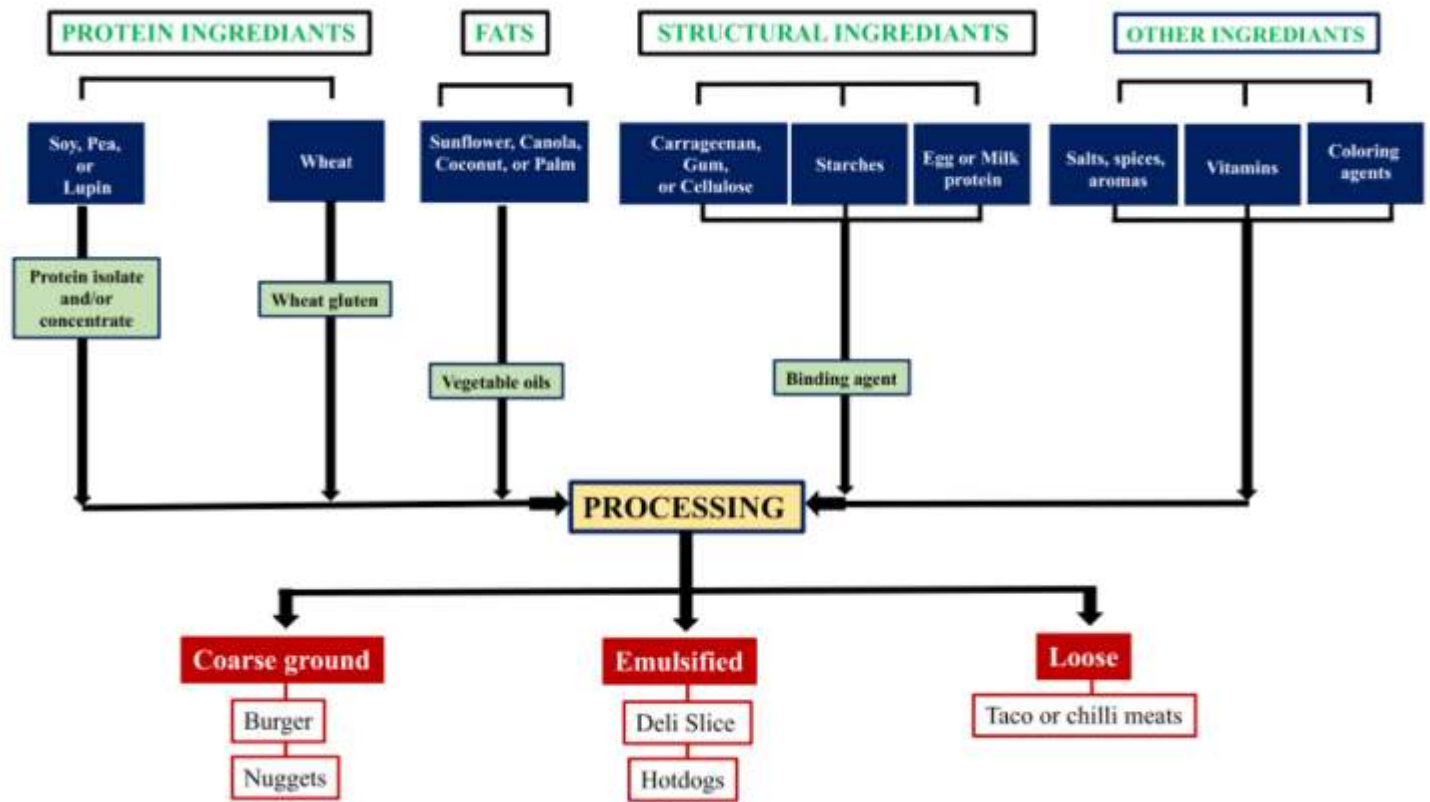 PROTEIN INGREDIANTS
FATS
STRUCTURAL INGREDIANTS
OTHER INGREDIANTS
Soy, Pea,
or
Lupin
Wheat
Sunflower, Canola,
Coconut, or Palm
Carrageenan,
Gum,
or Cellulose
Starches
Egg or Milk
protein
Salts, spices,
aromas
Vitamins
Coloring
agents
Protein isolate
and/or
concentrate
Wheat gluten
Vegetable oils
Binding agent
PROCESSING
Coarse ground
Burger
Nuggets
Emulsified
Deli Slice
Hotdogs
Loose
Taco or chilli meats